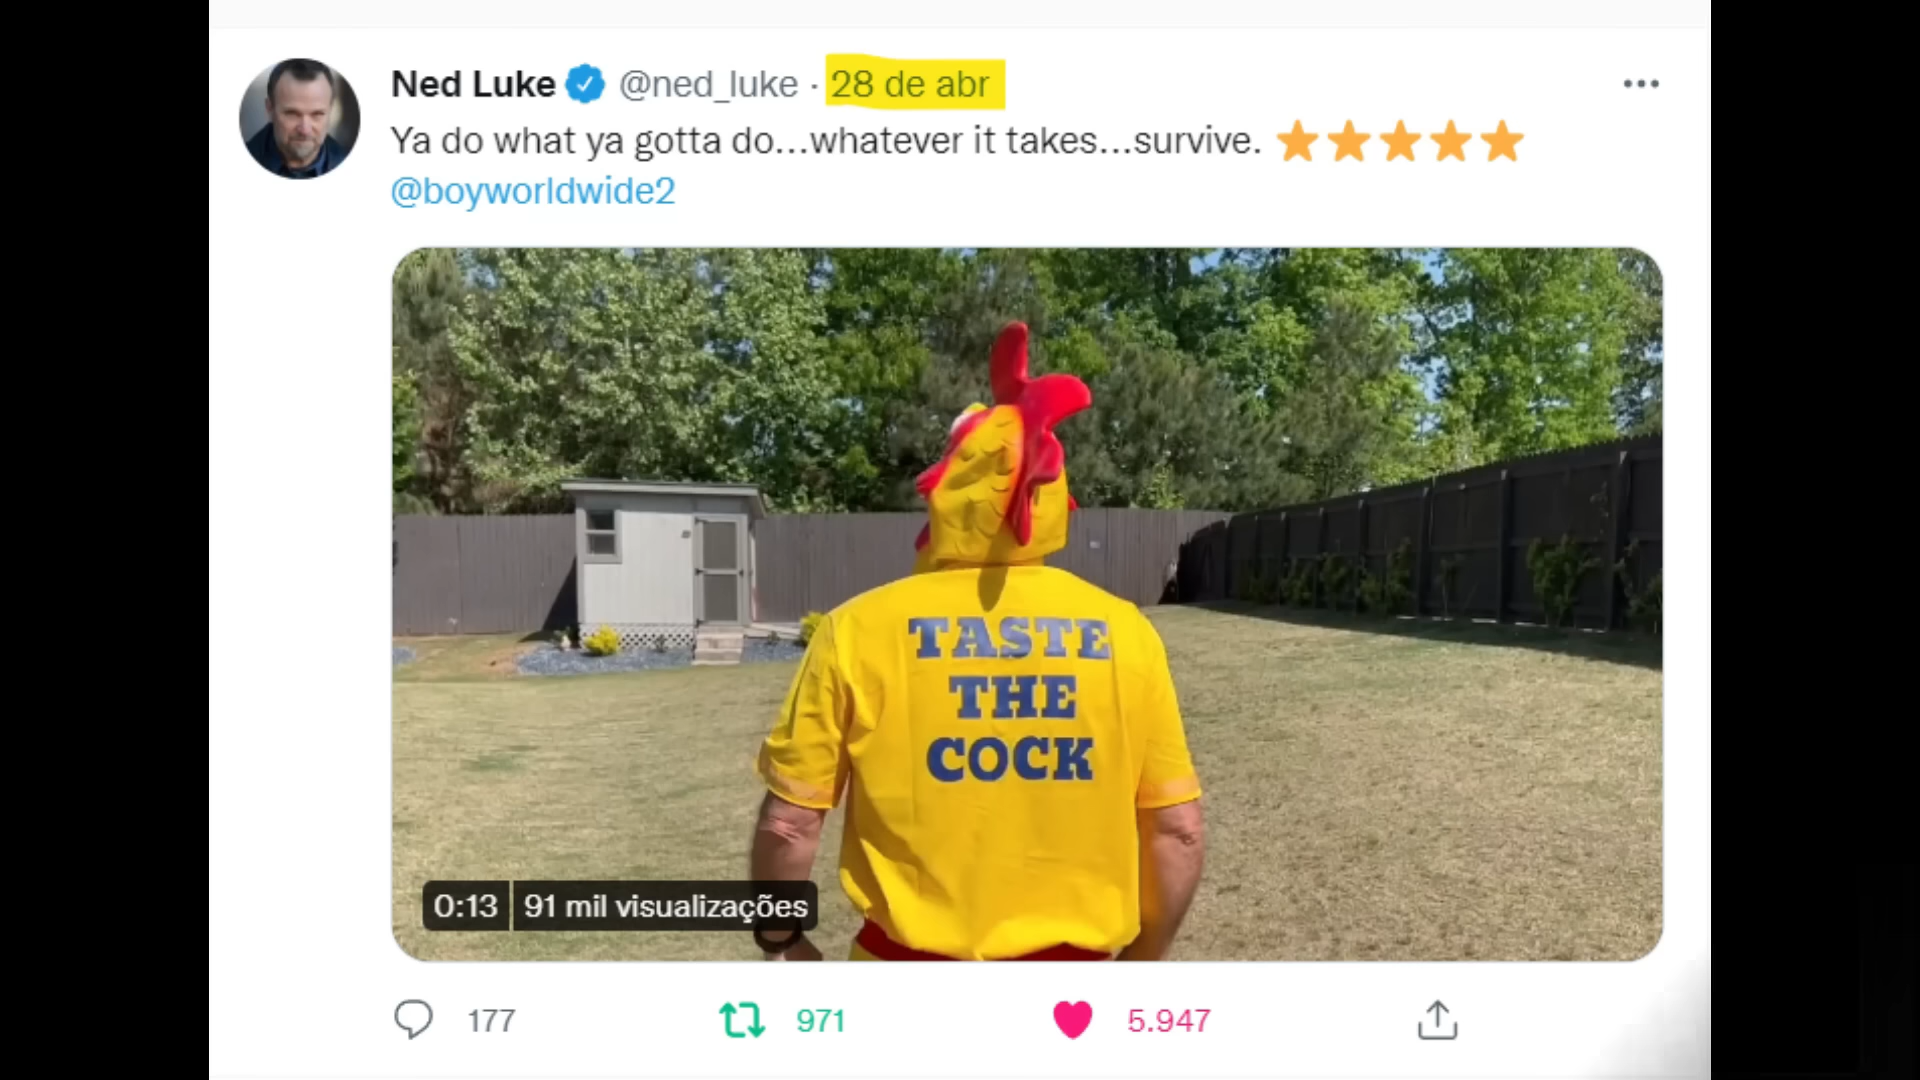 Ned Luke @ned_luke · 28 de abr
Ya do what ya gotta do...whatever it takes...survive. ⭐⭐⭐⭐⭐
@boyworldwide2
TASTE
THE
COCK
0:13 91 mil visualizações
177 971 5.947